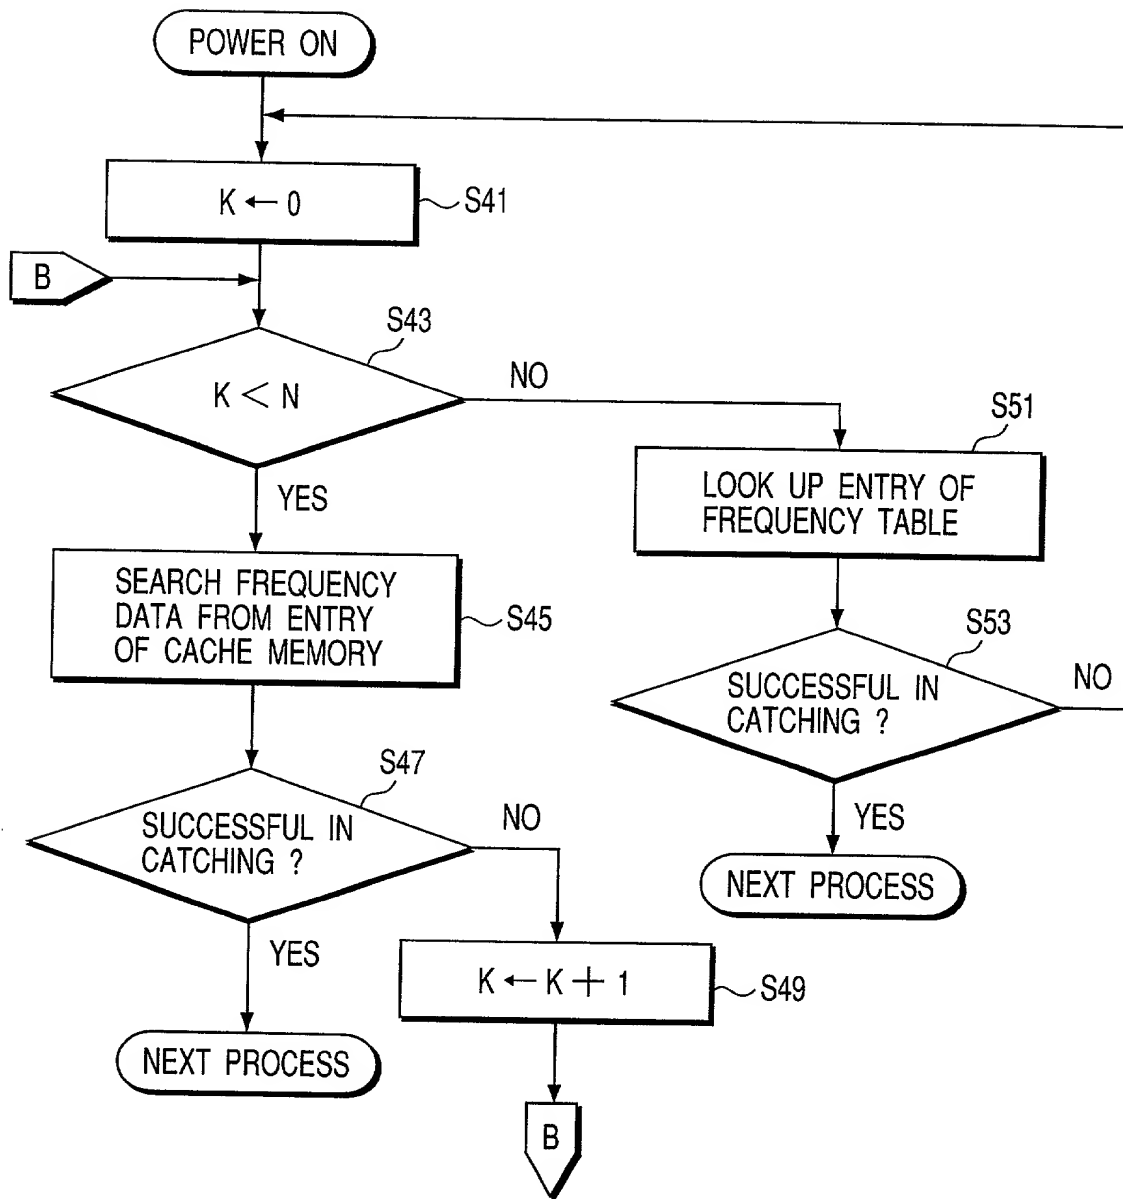 POWER ON
K ← 0
S41
B
S43
K < N
NO
YES
S51
LOOK UP ENTRY OF
FREQUENCY TABLE
SEARCH FREQUENCY
DATA FROM ENTRY
OF CACHE MEMORY
S45
S53
SUCCESSFUL IN
CATCHING ?
NO
YES
NEXT PROCESS
S47
SUCCESSFUL IN
CATCHING ?
NO
YES
NEXT PROCESS
K ← K + 1
S49
B